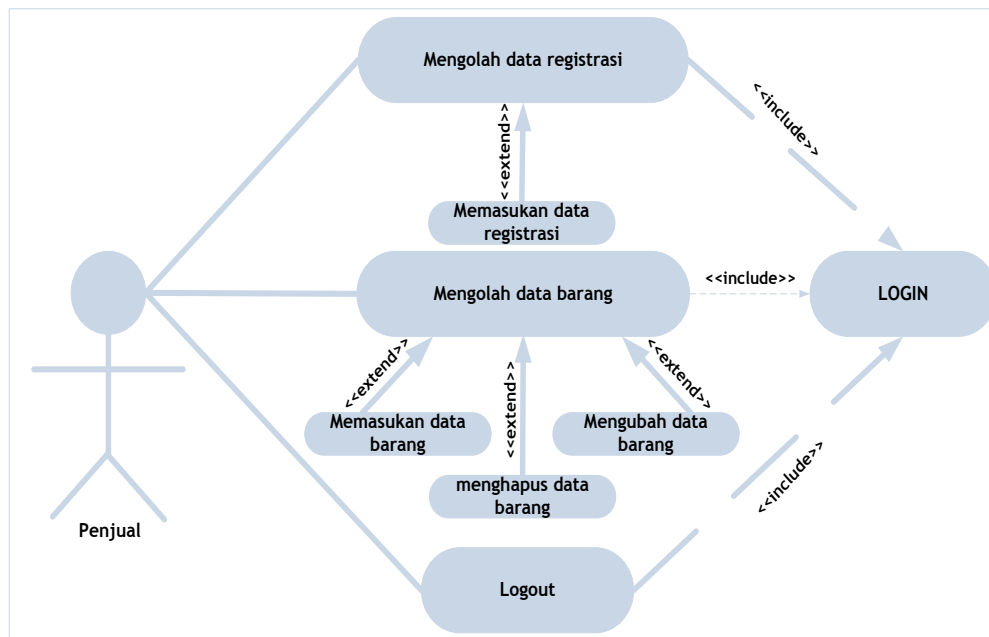 Mengolah data registrasi
<<include>>
<<extend>>
Memasukan data
registrasi
Mengolah data barang
<<include>>
LOGIN
<<extend>>
<<extend>>
<<extend>>
Memasukan data
barang
Mengubah data
barang
menghapus data
barang
<<include>>
Penjual
Logout